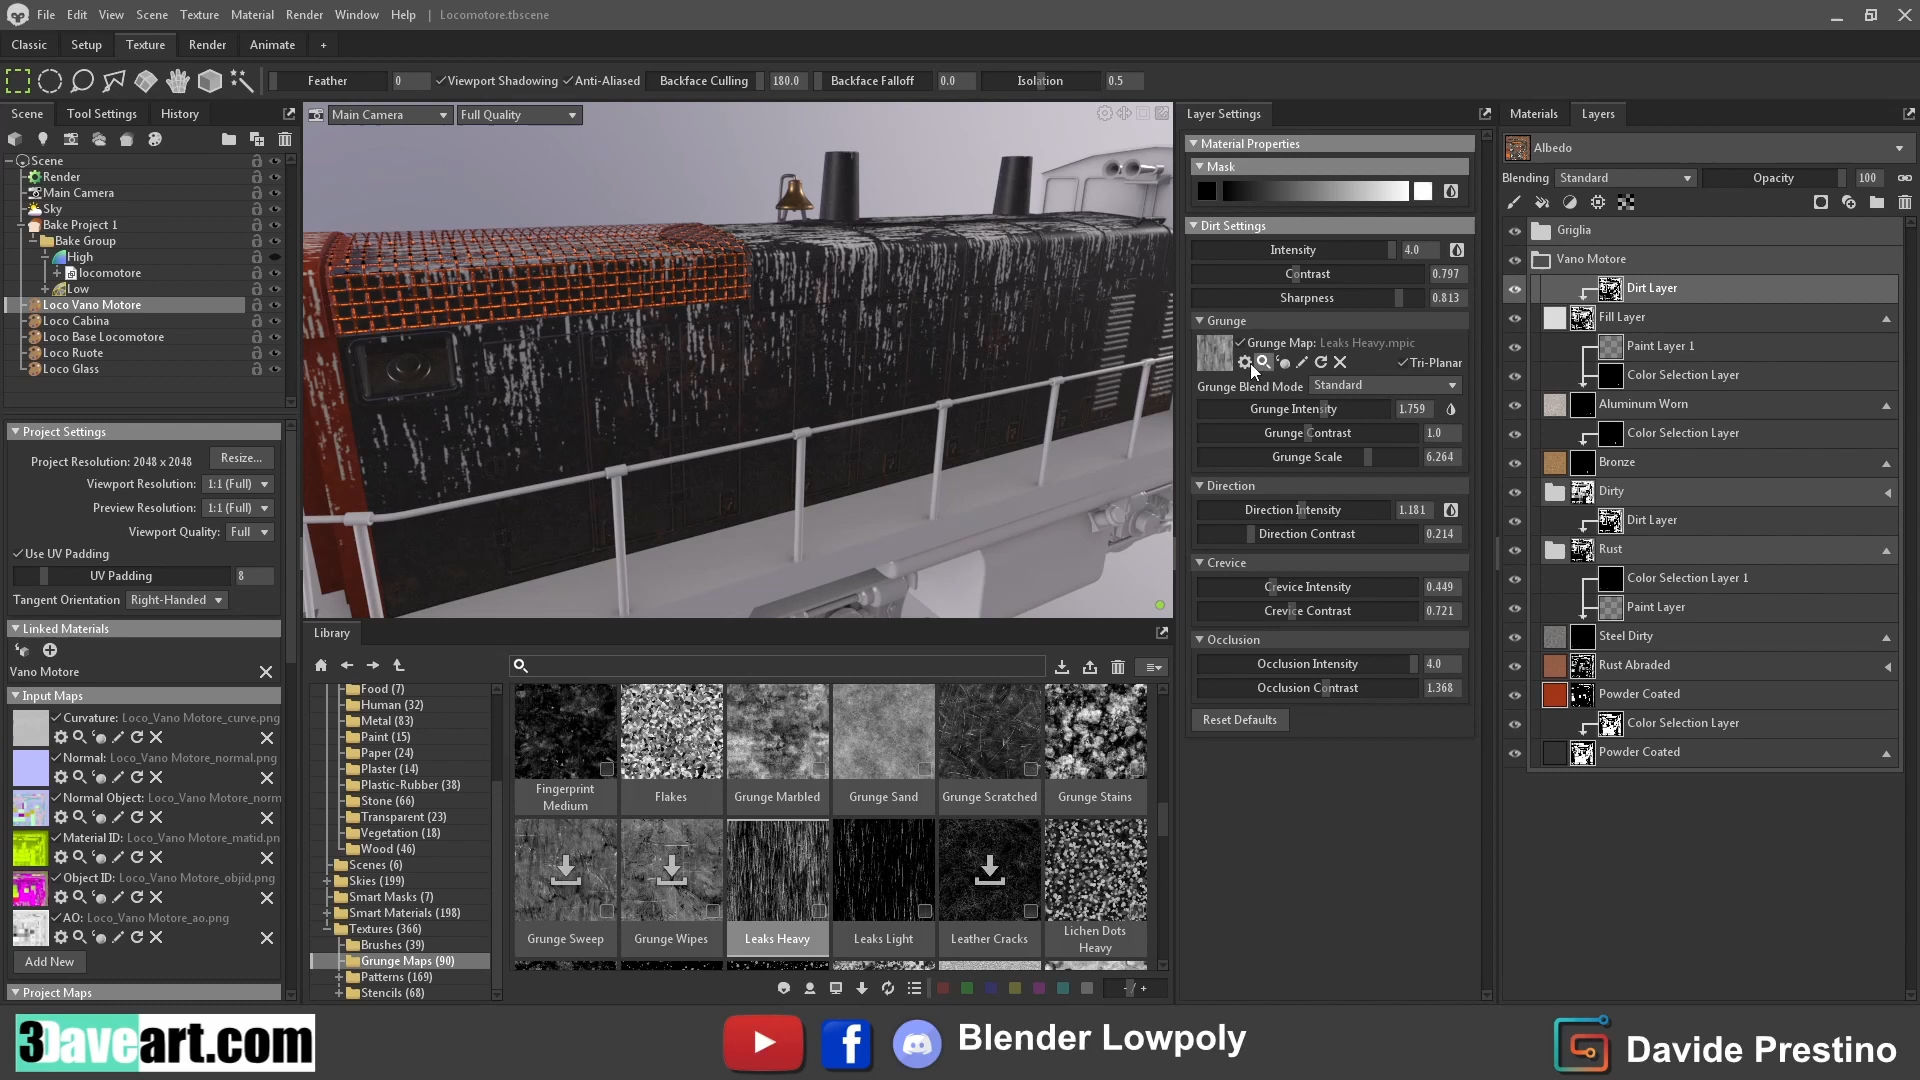 File Edit View Scene Texture Material Render Window Help | Locomotore.tbscene
Classic Setup Texture Render Animate +
Feather 0 Viewport Shadowing Anti-Aliased Backface Culling 180.0 Backface Falloff 0.0 Isolation 0.5
Scene Tool Settings History
Scene
Render
Main Camera
Sky
Bake Project 1
Bake Group
High
locomotore
Low
Loco Vano Motore
Loco Cabina
Loco Base Locomotore
Loco Ruote
Loco Glass
Project Settings
Project Resolution: 2048 x 2048 Resize...
Viewport Resolution: 1:1 (Full)
Preview Resolution: 1:1 (Full)
Viewport Quality: Full
Use UV Padding
UV Padding 8
Tangent Orientation Right-Handed
Linked Materials
Vano Motore
Input Maps
Curvature: Loco_Vano Motore_curve.png
Normal: Loco_Vano Motore_normal.png
Normal Object: Loco_Vano Motore_norm
Material ID: Loco_Vano Motore_matid.pn
Object ID: Loco_Vano Motore_objid.png
AO: Loco_Vano Motore_ao.png
Add New
Project Maps
Main Camera Full Quality
Library
Food (7)
Human (32)
Metal (83)
Paint (15)
Paper (24)
Plaster (14)
Plastic-Rubber (38)
Stone (66)
Transparent (23)
Vegetation (18)
Wood (46)
Scenes (6)
Skies (199)
Smart Masks (7)
Smart Materials (198)
Textures (366)
Brushes (39)
Grunge Maps (90)
Patterns (169)
Stencils (68)
Fingerprint Medium
Flakes
Grunge Marbled
Grunge Sand
Grunge Scratched
Grunge Stains
Grunge Sweep
Grunge Wipes
Leaks Heavy
Leaks Light
Leather Cracks
Lichen Dots Heavy
- / +
Layer Settings
Material Properties
Mask
Dirt Settings
Intensity 4.0
Contrast 0.797
Sharpness 0.813
Grunge
Grunge Map: Leaks Heavy.mpic
Tri-Planar
Grunge Blend Mode Standard
Grunge Intensity 1.759
Grunge Contrast 1.0
Grunge Scale 6.264
Direction
Direction Intensity 1.181
Direction Contrast 0.214
Crevice
Crevice Intensity 0.449
Crevice Contrast 0.721
Occlusion
Occlusion Intensity 4.0
Occlusion Contrast 1.368
Reset Defaults
Materials Layers
Albedo
Blending Standard Opacity 100
Griglia
Vano Motore
Dirt Layer
Fill Layer
Paint Layer 1
Color Selection Layer
Aluminum Worn
Color Selection Layer
Bronze
Dirty
Dirt Layer
Rust
Color Selection Layer 1
Paint Layer
Steel Dirty
Rust Abraded
Powder Coated
Color Selection Layer
Powder Coated
3Daveart.com
f
Blender Lowpoly
Davide Prestino